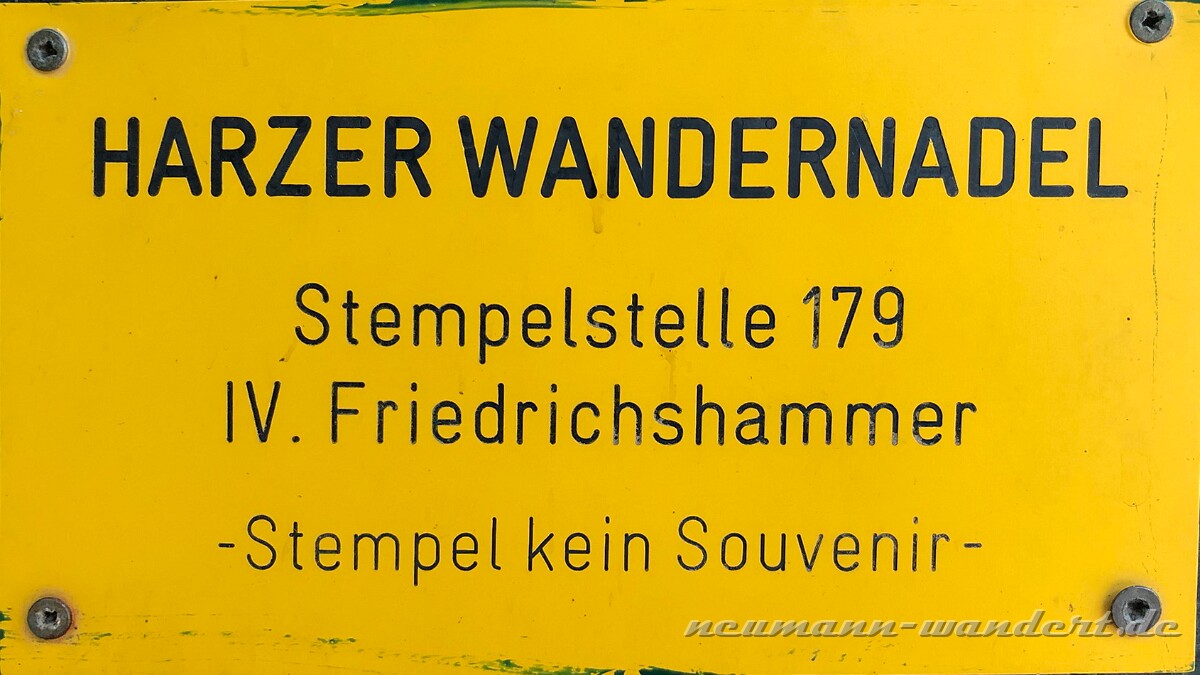 HARZER WANDERNADEL
Stempelstelle 179
IV. Friedrichshammer
-Stempel kein Souvenir-
neumann-wandert.de